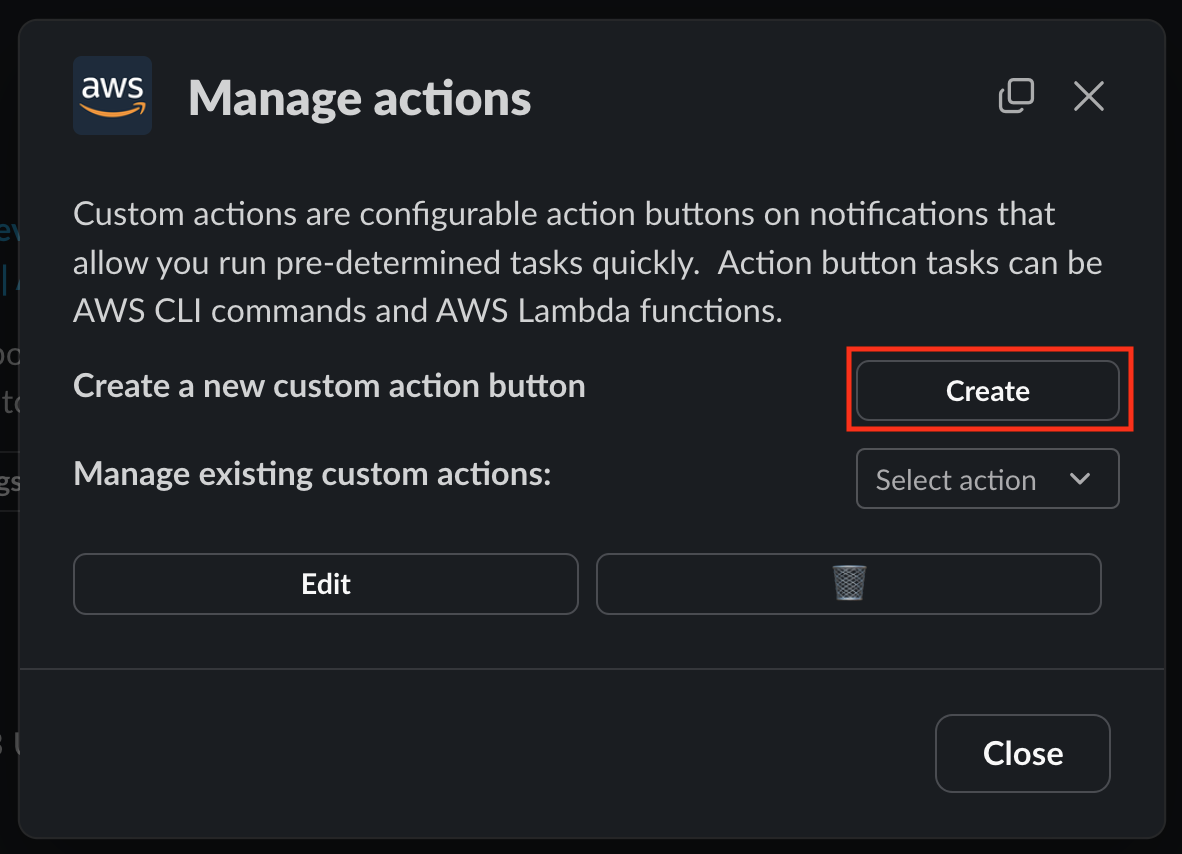 aws
Manage actions
Custom actions are configurable action buttons on notifications that
allow you run pre-determined tasks quickly.  Action button tasks can be
AWS CLI commands and AWS Lambda functions.
Create a new custom action button
Create
Manage existing custom actions:
Select action
Edit
Close